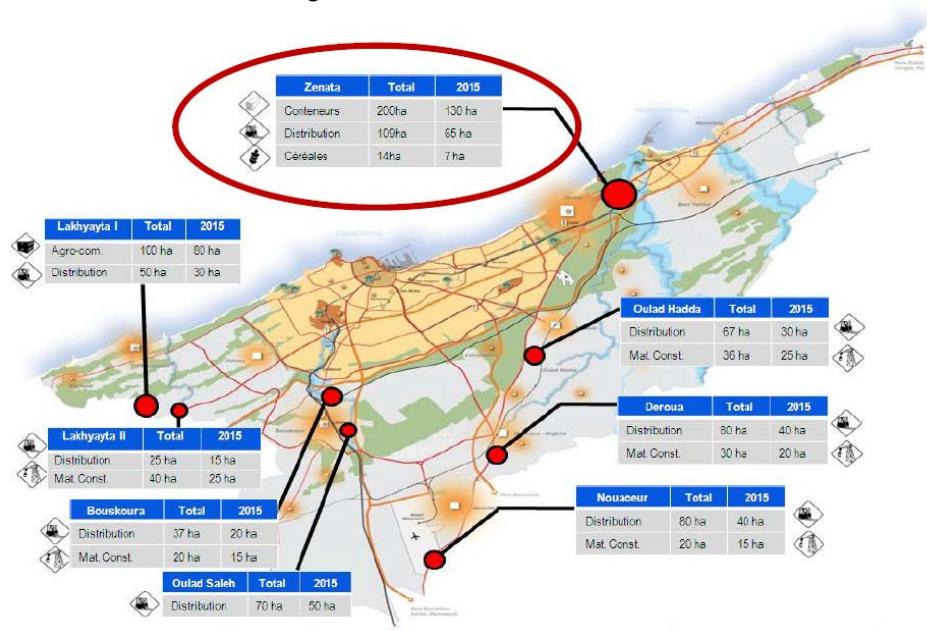 Zenata Total 2015
Conteneurs 200ha 130 ha
Distribution 109ha 65 ha
Céréales 14ha 7 ha
Lakhyayta I Total 2015
Agro-com. 100 ha 80 ha
Distribution 50 ha 30 ha
Oulad Hadda Total 2015
Distribution 67 ha 30 ha
Mat. Const. 36 ha 25 ha
Deroua Total 2015
Distribution 80 ha 40 ha
Mat. Const. 30 ha 20 ha
Lakhyayta II Total 2015
Distribution 25 ha 15 ha
Mat. Const. 40 ha 25 ha
Bouskoura Total 2015
Distribution 37 ha 20 ha
Mat. Const. 20 ha 15 ha
Nouaceur Total 2015
Distribution 80 ha 40 ha
Mat. Const. 20 ha 15 ha
Oulad Saleh Total 2015
Distribution 70 ha 50 ha
Bouskoura
Oulad Hadda